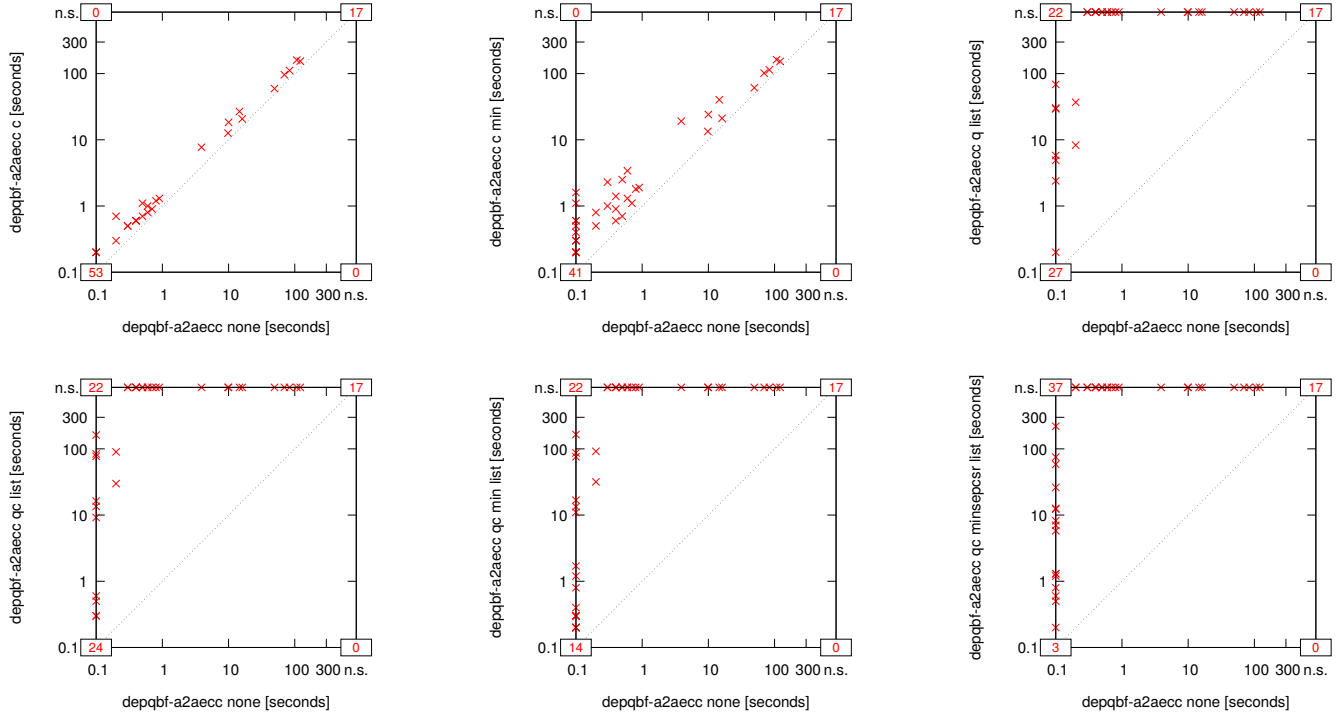 n.s. 0 17
300
100
10
1
0.1 53 0
0.1 1 10 100 300 n.s.
depqbf-a2aecc c [seconds]
depqbf-a2aecc none [seconds]
n.s. 0 17
300
100
10
1
0.1 41 0
0.1 1 10 100 300 n.s.
depqbf-a2aecc c min [seconds]
depqbf-a2aecc none [seconds]
n.s. 22 17
300
100
10
1
0.1 27 0
0.1 1 10 100 300 n.s.
depqbf-a2aecc q list [seconds]
depqbf-a2aecc none [seconds]
n.s. 22 17
300
100
10
1
0.1 24 0
0.1 1 10 100 300 n.s.
depqbf-a2aecc qc list [seconds]
depqbf-a2aecc none [seconds]
n.s. 22 17
300
100
10
1
0.1 14 0
0.1 1 10 100 300 n.s.
depqbf-a2aecc qc min list [seconds]
depqbf-a2aecc none [seconds]
n.s. 37 17
300
100
10
1
0.1 3 0
0.1 1 10 100 300 n.s.
depqbf-a2aecc qc minsepcsr list [seconds]
depqbf-a2aecc none [seconds]